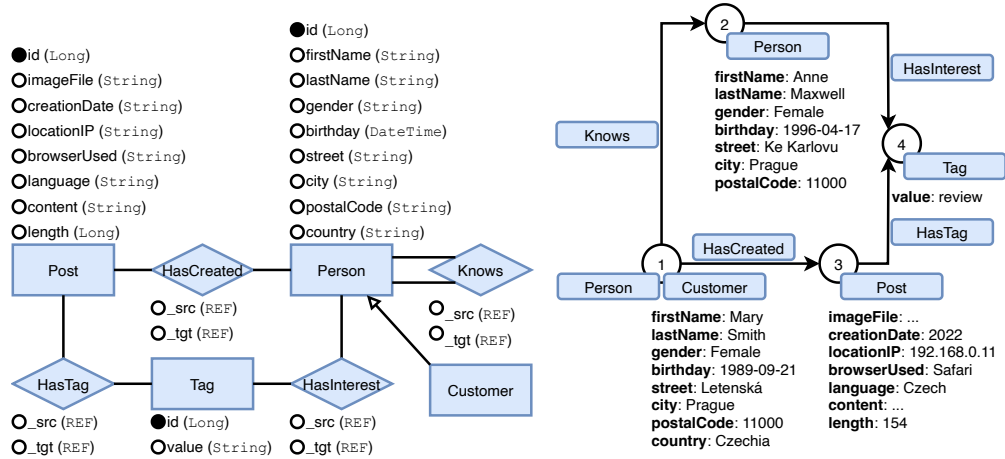 id (Long)
imageFile (String)
creationDate (String)
locationIP (String)
browserUsed (String)
language (String)
content (String)
length (Long)
id (Long)
firstName (String)
lastName (String)
gender (String)
birthday (DateTime)
street (String)
city (String)
postalCode (String)
country (String)
Post
HasCreated
Person
Knows
_src (REF)
_tgt (REF)
_src (REF)
_tgt (REF)
HasTag
Tag
HasInterest
Customer
_src (REF)
_tgt (REF)
id (Long)
value (String)
_src (REF)
_tgt (REF)
2
Person
HasInterest
firstName: Anne
lastName: Maxwell
gender: Female
birthday: 1996-04-17
street: Ke Karlovu
city: Prague
postalCode: 11000
Knows
4
Tag
value: review
HasTag
HasCreated
1
Person
Customer
3
Post
firstName: Mary
lastName: Smith
gender: Female
birthday: 1989-09-21
street: Letenská
city: Prague
postalCode: 11000
country: Czechia
imageFile: ...
creationDate: 2022
locationIP: 192.168.0.11
browserUsed: Safari
language: Czech
content: ...
length: 154